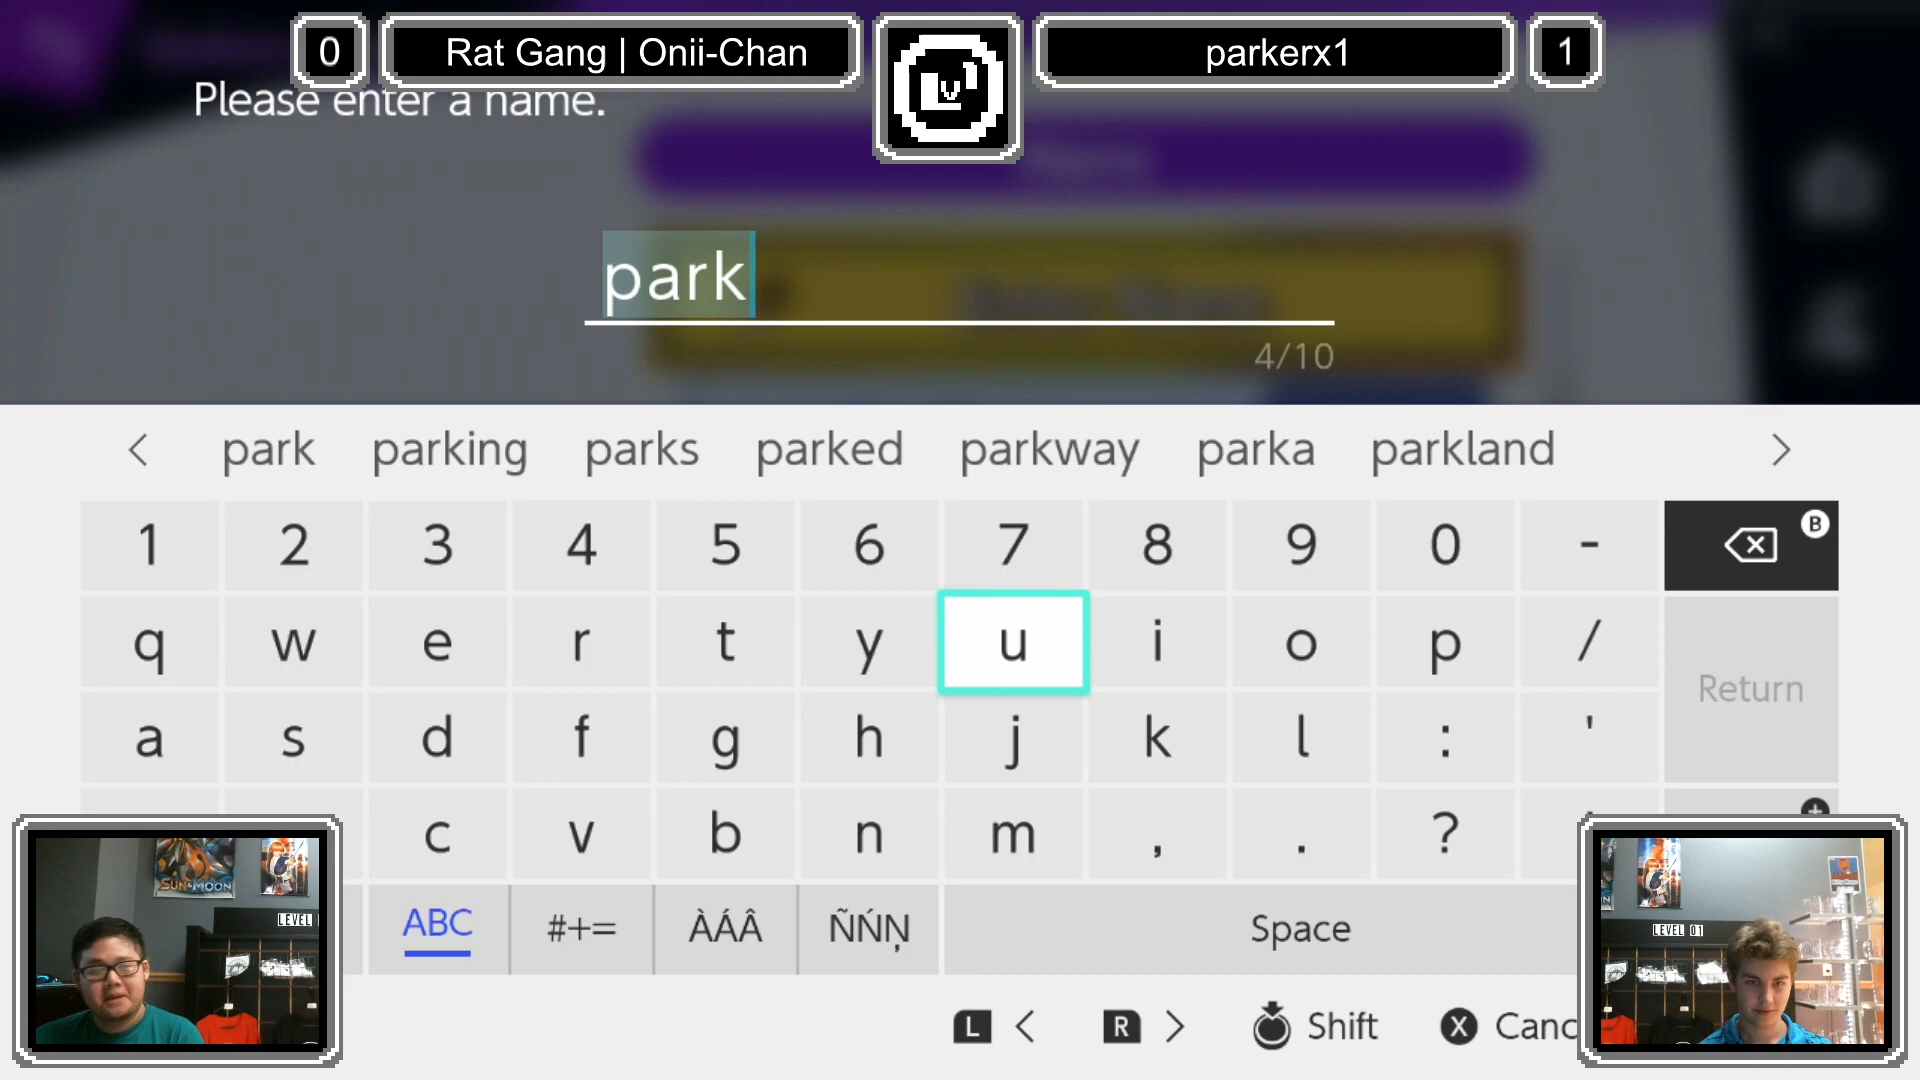 0
Rat Gang | Onii-Chan
parkerx1
1
Please enter a name.
park
4/10
park parking parks parked parkway parka parkland
1 2 3 4 5 6 7 8 9 0 -
B
q w e r t y u i o p /
Return
a s d f g h j k l : '
c v b n m , . ?
+
ABC #+= ÀÁÂ ÑŃŅ Space
L R Shift X Canc
SUN & MOON
LEVEL
LEVEL 01